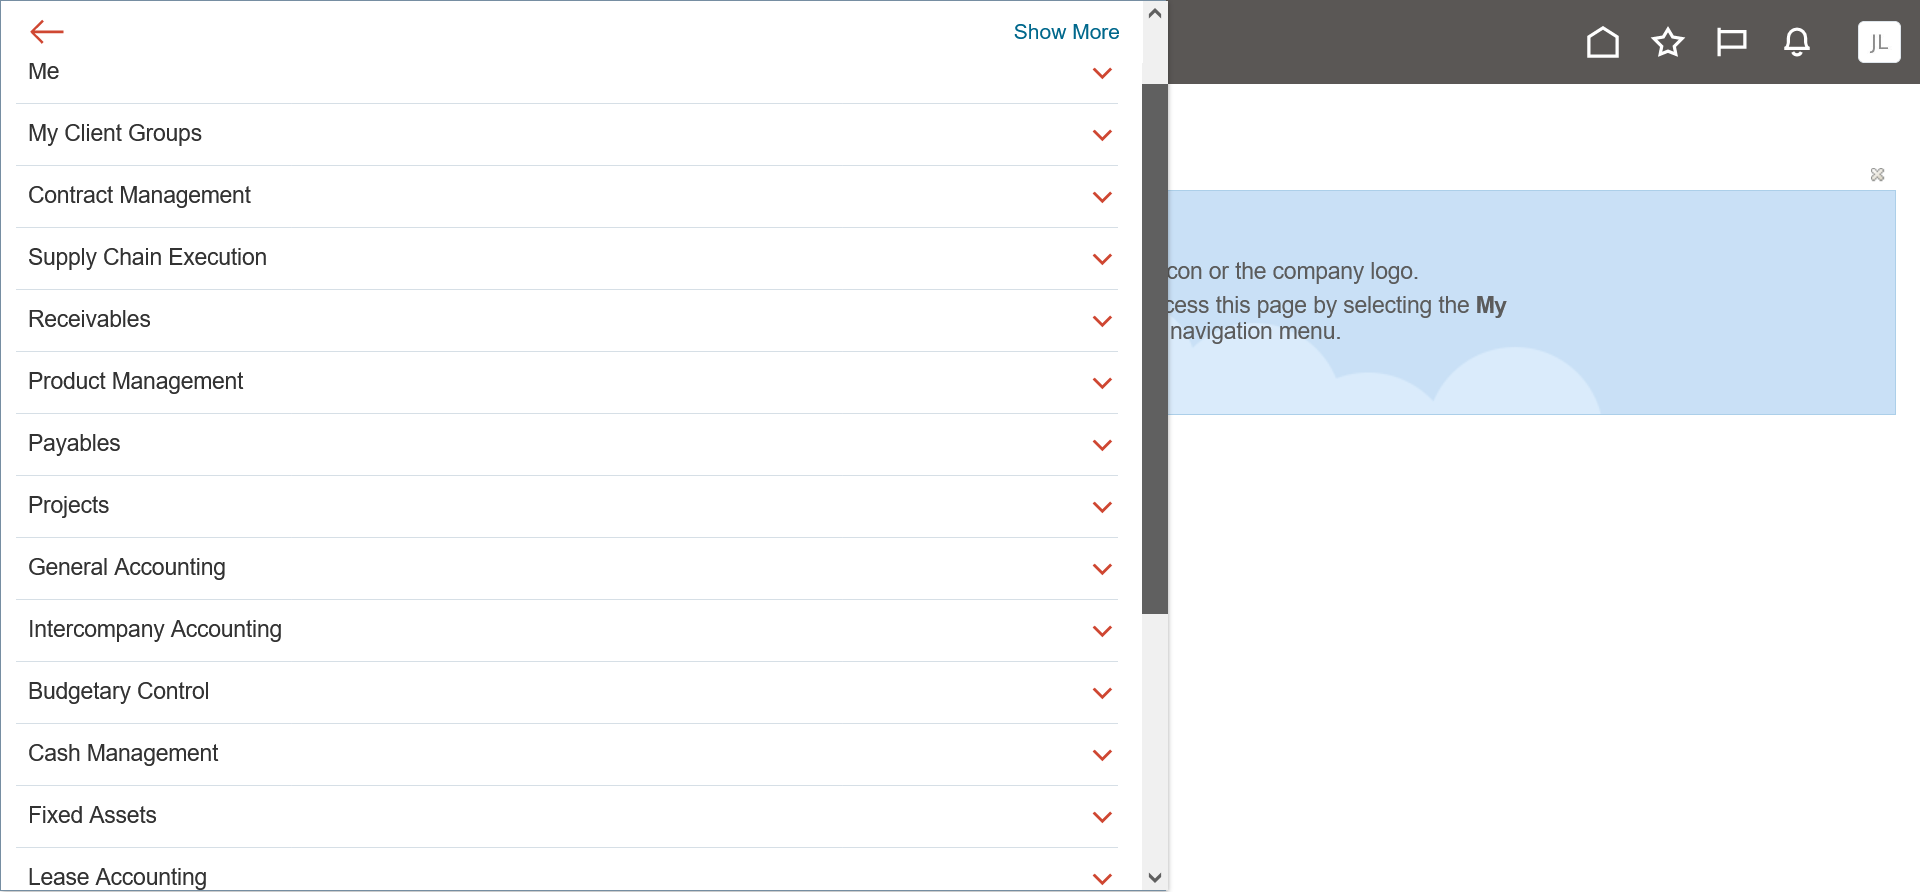 Show More
Me
My Client Groups
Contract Management
Supply Chain Execution
Receivables
Product Management
Payables
Projects
General Accounting
Intercompany Accounting
Budgetary Control
Cash Management
Fixed Assets
Lease Accounting
JL
con or the company logo.
cess this page by selecting the My
navigation menu.